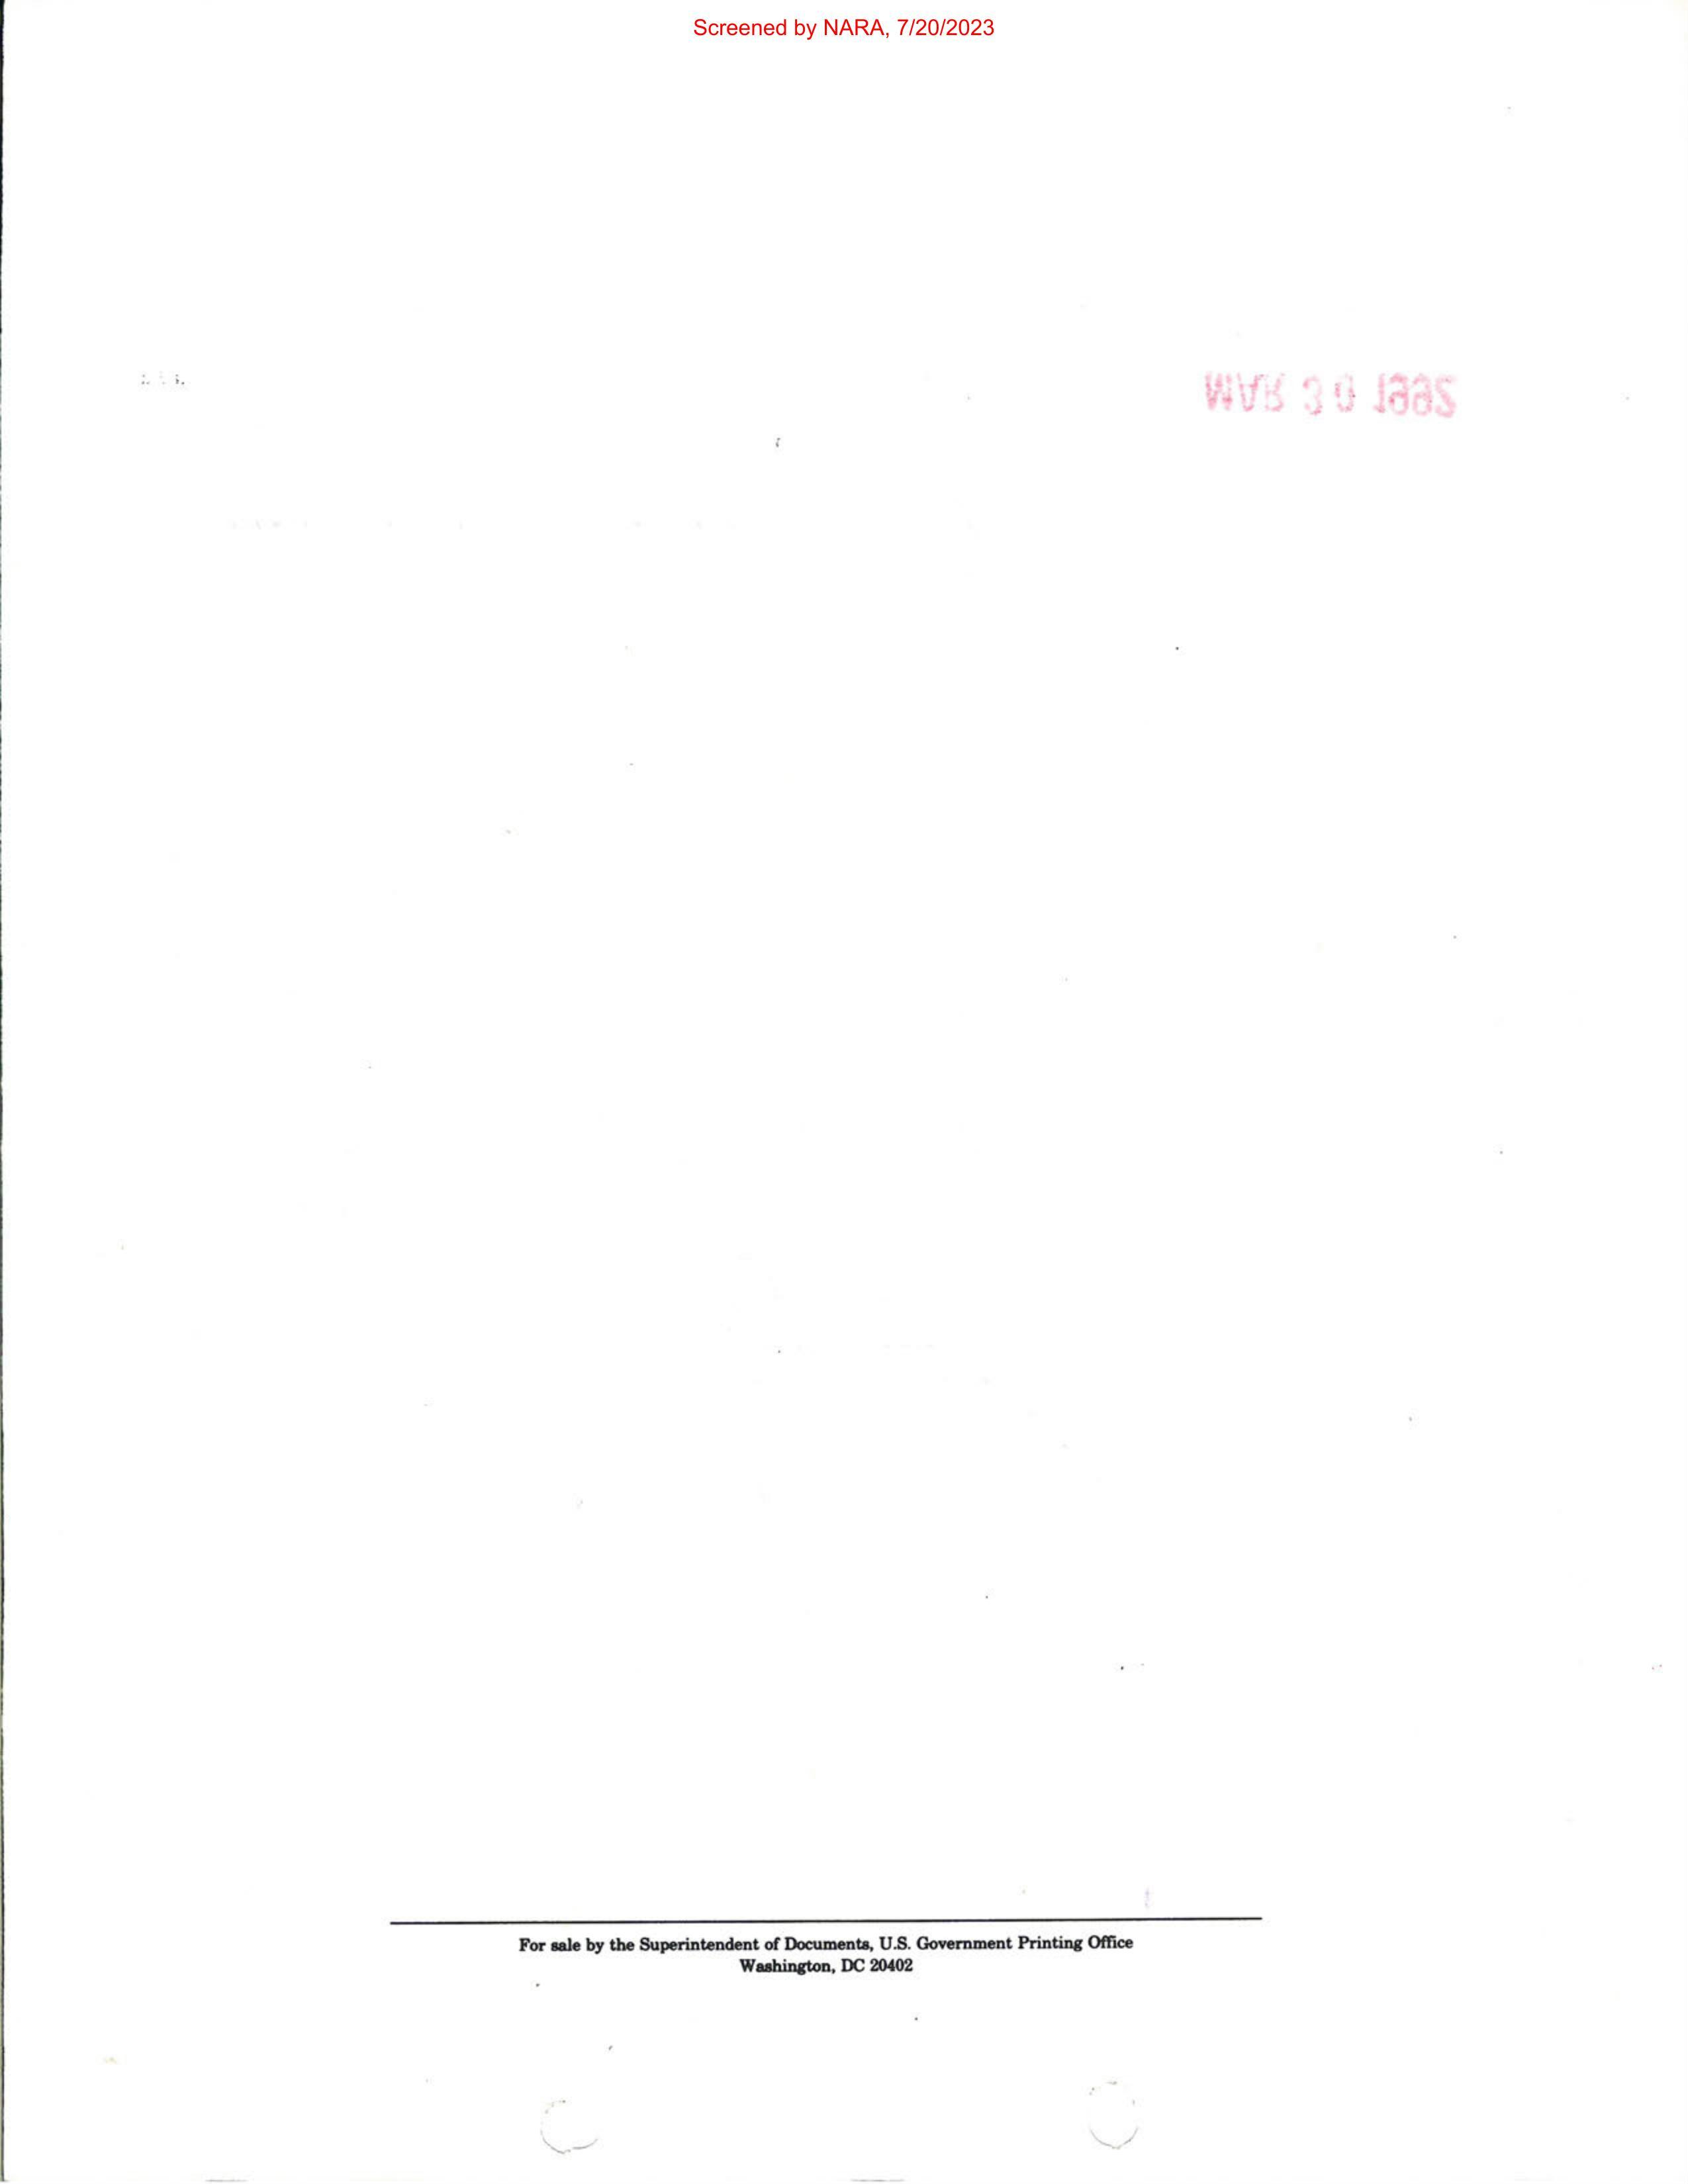 Screened by NARA, 7/20/2023
MAR 30 1992
For sale by the Superintendent of Documents, U.S. Government Printing Office
Washington, DC 20402